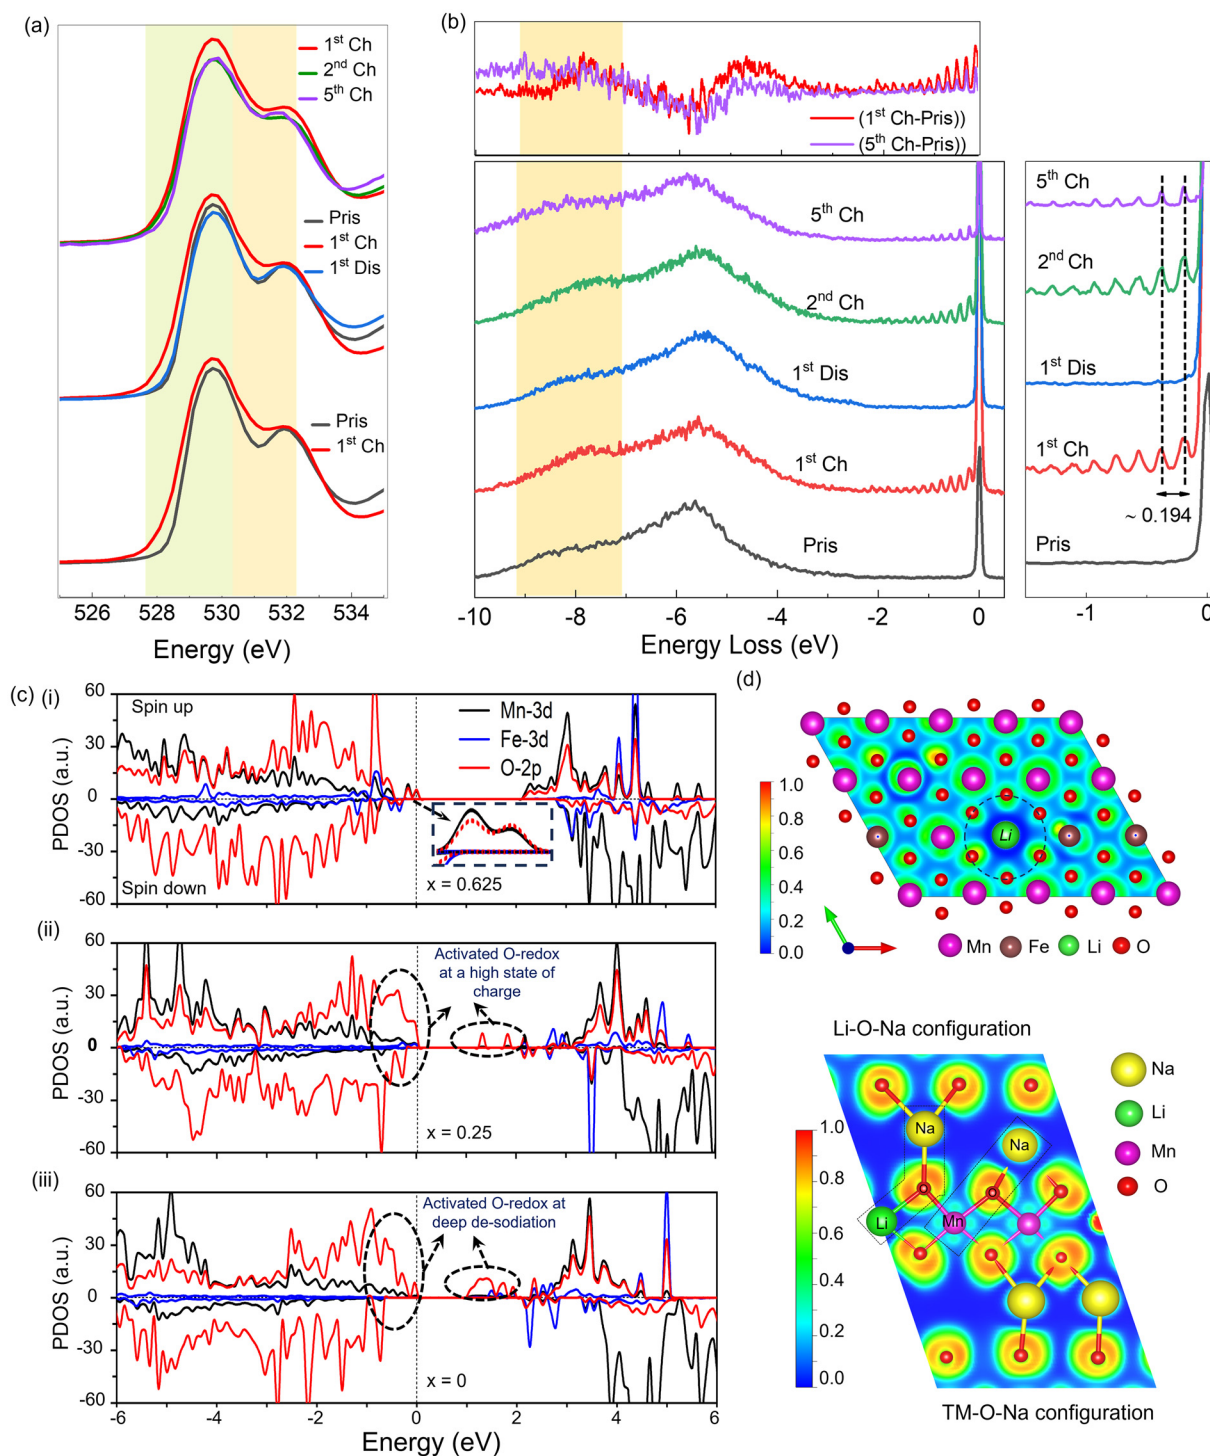 (a)
1st Ch
2nd Ch
5th Ch
Pris
1st Ch
1st Dis
Pris
1st Ch
526 528 530 532 534
Energy (eV)
(b)
(1st Ch-Pris))
(5th Ch-Pris))
5th Ch
2nd Ch
1st Dis
1st Ch
Pris
-10 -8 -6 -4 -2 0
Energy Loss (eV)
5th Ch
2nd Ch
1st Dis
1st Ch
~ 0.194
Pris
-1 0
(c) (i)
Spin up
Mn-3d
Fe-3d
O-2p
Spin down
x = 0.625
60
30
0
-30
-60
PDOS (a.u.)
(ii)
Activated O-redox
at a high state of
charge
x = 0.25
60
30
0
-30
-60
PDOS (a.u.)
(iii)
Activated O-redox at
deep de-sodiation
x = 0
60
30
0
-30
-60
PDOS (a.u.)
-6 -4 -2 0 2 4 6
Energy (eV)
(d)
1.0
0.8
0.6
0.4
0.2
0.0
Li
Mn Fe Li O
Li-O-Na configuration
1.0
0.8
0.6
0.4
0.2
0.0
Na
Na
Li
Mn
Na
Li
Mn
O
TM-O-Na configuration